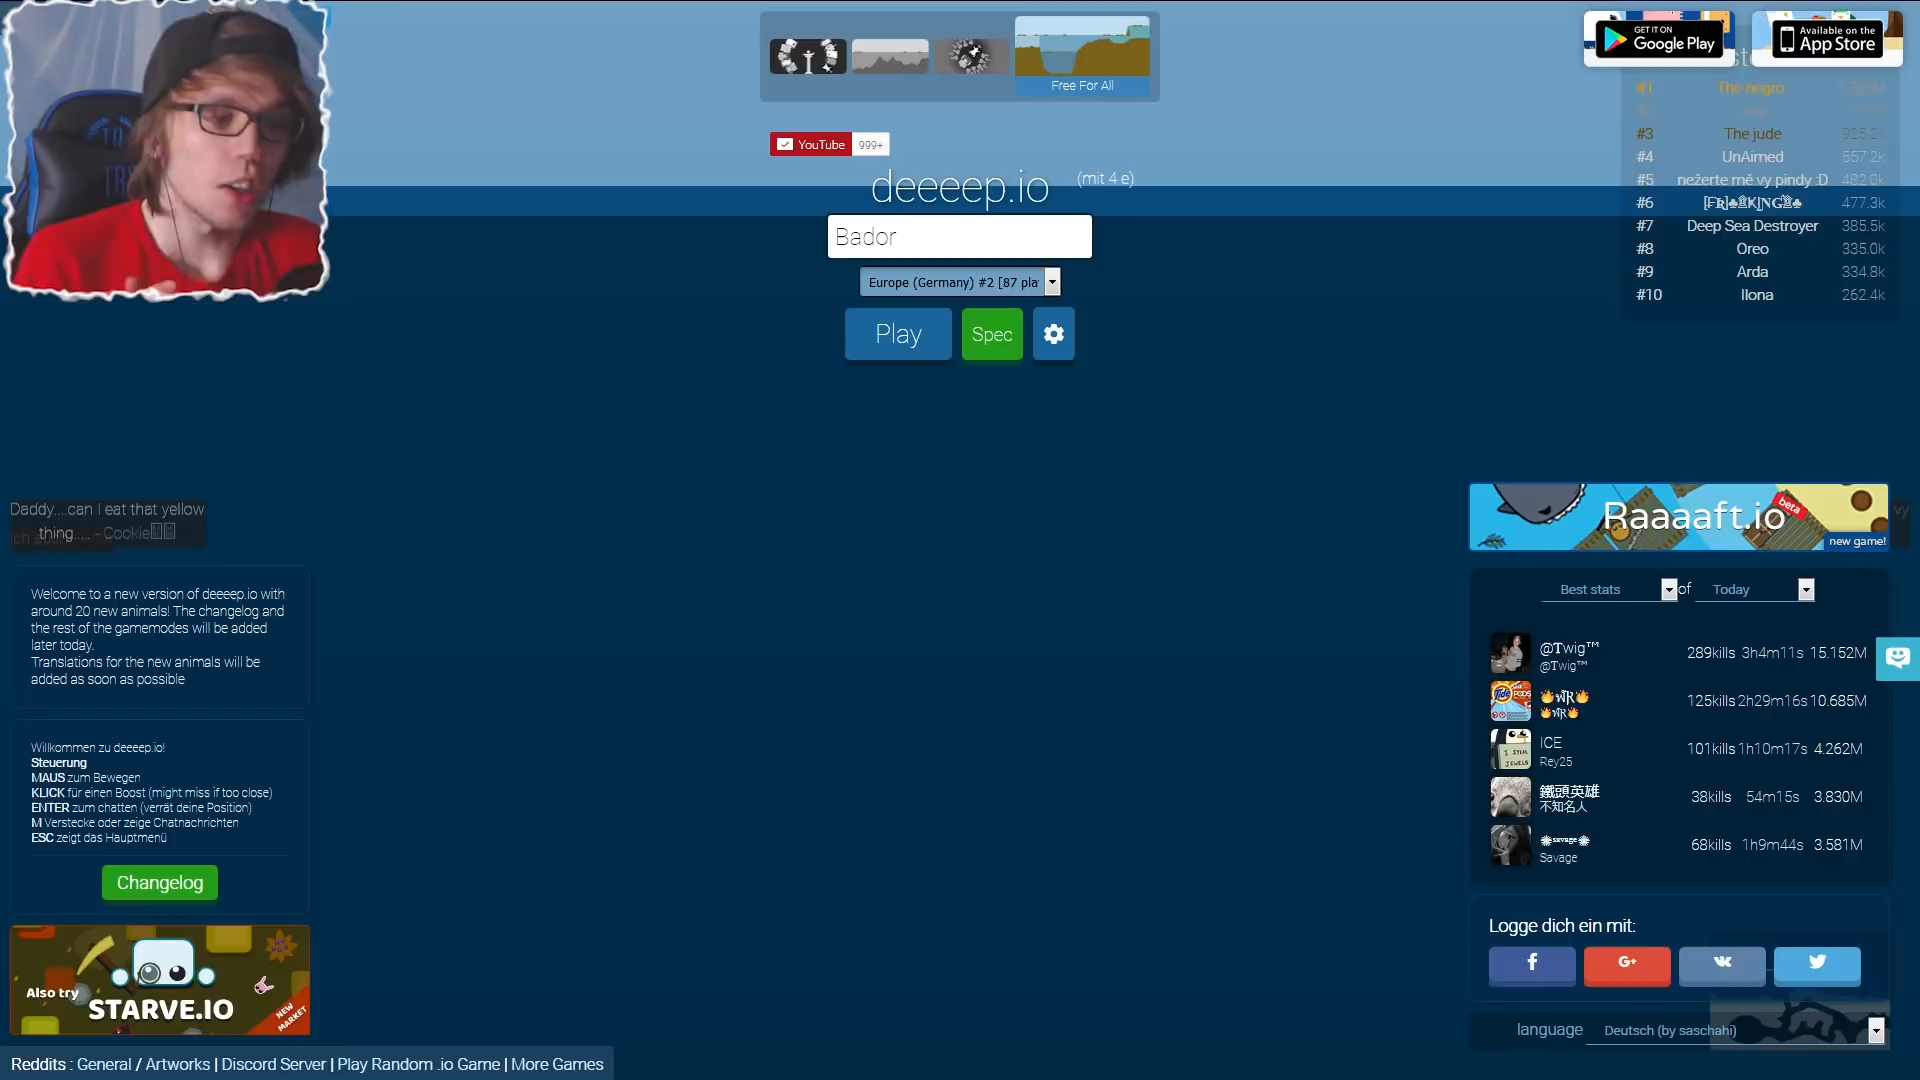 Free For All
GET IT ON
Google Play
Available on the
App Store
YouTube 999+
deeeep.io (mit 4 e)
Bador
Europe (Germany) #2 [87 pla
Play
Spec
#1 The negro
#3 The jude 925.2k
#4 UnAimed 557.2k
#5 nežerte mě vy pindy :D 482.0k
#6 477.3k
#7 Deep Sea Destroyer 385.5k
#8 Oreo 335.0k
#9 Arda 334.8k
#10 Ilona 262.4k
Daddy....can I eat that yellow
thing..... - Cookie
Welcome to a new version of deeeep.io with
around 20 new animals! The changelog and
the rest of the gamemodes will be added
later today.
Translations for the new animals will be
added as soon as possible
Willkommen zu deeeep.io!
Steuerung
MAUS zum Bewegen
KLICK für einen Boost (might miss if too close)
ENTER zum chatten (verrät deine Position)
M Verstecke oder zeige Chatnachrichten
ESC zeigt das Hauptmenü
Changelog
Also try
STARVE.IO
NEW MARKET
Reddits : General / Artworks | Discord Server | Play Random .io Game | More Games
Raaaaft.io
beta
new game!
vy
Best stats of Today
@Twig™
@Twig™
289kills 3h4m11s 15.152M
125kills 2h29m16s 10.685M
ICE
Rey25
101kills 1h10m17s 4.262M
鐵頭英雄
不知名人
38kills 54m15s 3.830M
savage
Savage
68kills 1h9m44s 3.581M
Logge dich ein mit:
language Deutsch (by saschahi)